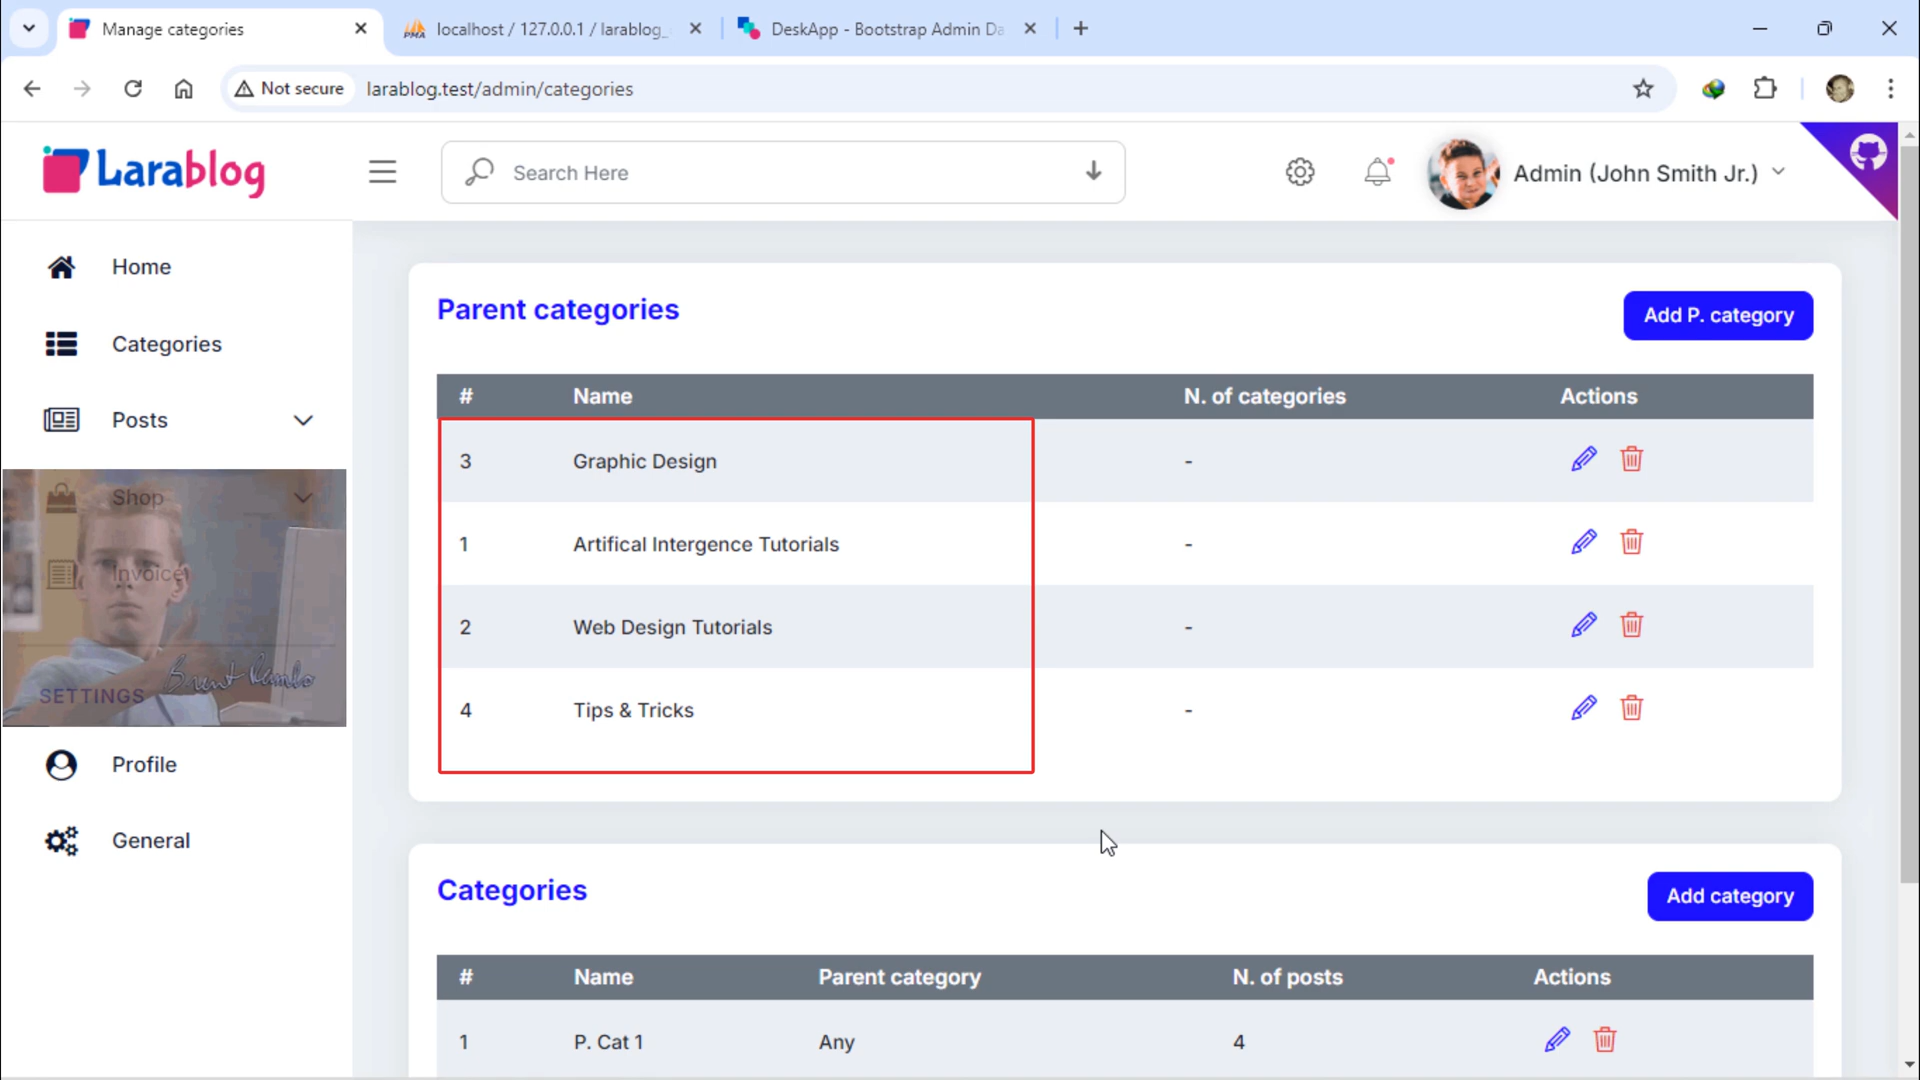 Manage categories
localhost / 127.0.0.1 / larablog_
DeskApp - Bootstrap Admin Da
Not secure
larablog.test/admin/categories
Larablog
Search Here
Admin (John Smith Jr.)
Home
Categories
Posts
Shop
Invoice
Brent Rambo
SETTINGS
Profile
General
Parent categories
Add P. category
# Name N. of categories Actions
3 Graphic Design -
1 Artifical Intergence Tutorials -
2 Web Design Tutorials -
4 Tips & Tricks -
Categories
Add category
# Name Parent category N. of posts Actions
1 P. Cat 1 Any 4